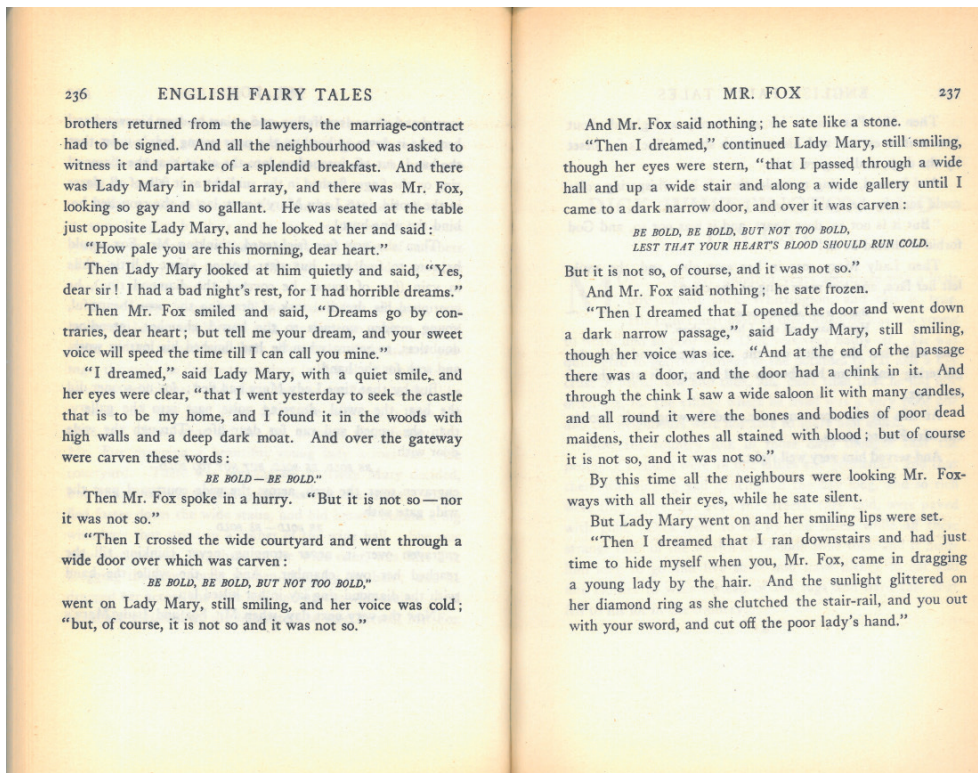 236 ENGLISH FAIRY TALES
brothers returned from the lawyers, the marriage-contract
had to be signed. And all the neighbourhood was asked to
witness it and partake of a splendid breakfast. And there
was Lady Mary in bridal array, and there was Mr. Fox,
looking so gay and so gallant. He was seated at the table
just opposite Lady Mary, and he looked at her and said:
"How pale you are this morning, dear heart."
Then Lady Mary looked at him quietly and said, "Yes,
dear sir! I had a bad night's rest, for I had horrible dreams."
Then Mr. Fox smiled and said, "Dreams go by con-
traries, dear heart; but tell me your dream, and your sweet
voice will speed the time till I can call you mine."
"I dreamed," said Lady Mary, with a quiet smile, and
her eyes were clear, "that I went yesterday to seek the castle
that is to be my home, and I found it in the woods with
high walls and a deep dark moat. And over the gateway
were carven these words:
BE BOLD — BE BOLD."
Then Mr. Fox spoke in a hurry. "But it is not so — nor
it was not so."
"Then I crossed the wide courtyard and went through a
wide door over which was carven:
BE BOLD, BE BOLD, BUT NOT TOO BOLD,"
went on Lady Mary, still smiling, and her voice was cold;
"but, of course, it is not so and it was not so."
MR. FOX 237
And Mr. Fox said nothing; he sate like a stone.
"Then I dreamed," continued Lady Mary, still smiling,
though her eyes were stern, "that I passed through a wide
hall and up a wide stair and along a wide gallery until I
came to a dark narrow door, and over it was carven:
BE BOLD, BE BOLD, BUT NOT TOO BOLD,
LEST THAT YOUR HEART'S BLOOD SHOULD RUN COLD.
But it is not so, of course, and it was not so."
And Mr. Fox said nothing; he sate frozen.
"Then I dreamed that I opened the door and went down
a dark narrow passage," said Lady Mary, still smiling,
though her voice was ice. "And at the end of the passage
there was a door, and the door had a chink in it. And
through the chink I saw a wide saloon lit with many candles,
and all round it were the bones and bodies of poor dead
maidens, their clothes all stained with blood; but of course
it is not so, and it was not so."
By this time all the neighbours were looking Mr. Fox-
ways with all their eyes, while he sate silent.
But Lady Mary went on and her smiling lips were set.
"Then I dreamed that I ran downstairs and had just
time to hide myself when you, Mr. Fox, came in dragging
a young lady by the hair. And the sunlight glittered on
her diamond ring as she clutched the stair-rail, and you out
with your sword, and cut off the poor lady's hand."